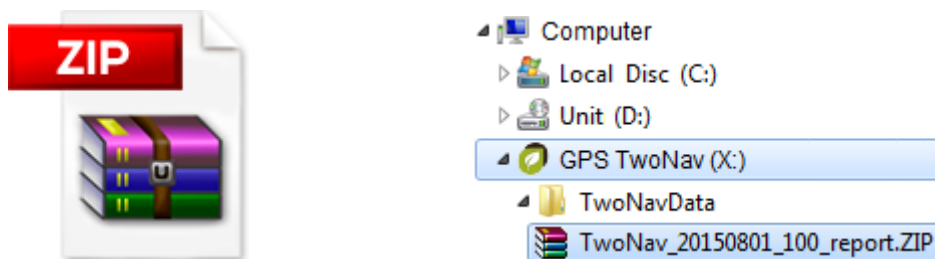 ZIP
Computer
Local Disc (C:)
Unit (D:)
GPS TwoNav (X:)
TwoNavData
TwoNav_20150801_100_report.ZIP